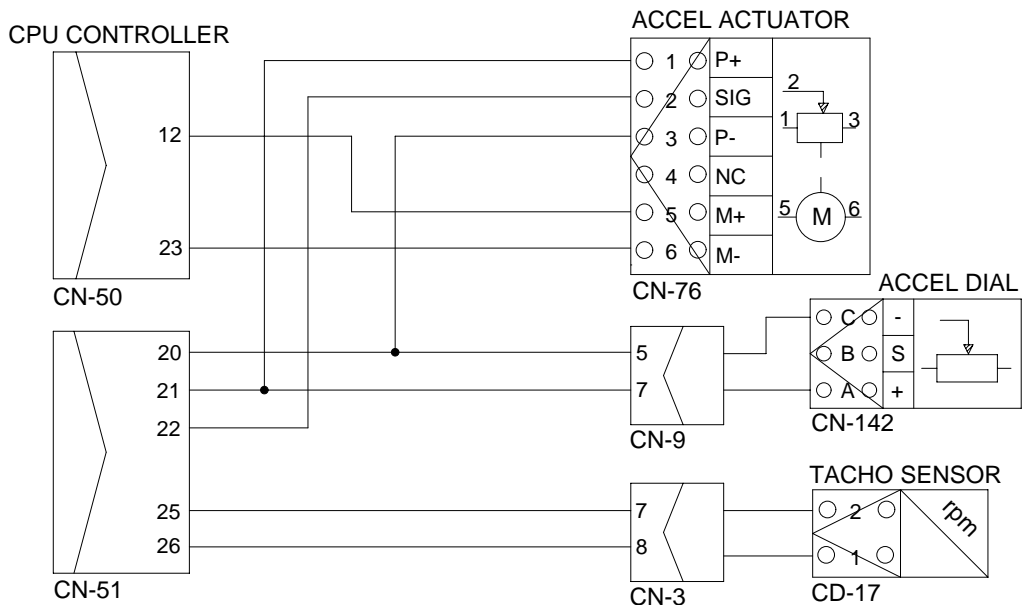 CPU CONTROLLER
12
23
CN-50
20
21
22
25
26
CN-51
ACCEL ACTUATOR
1 P+
2 SIG
3 P-
4 NC
5 M+
6 M-
2
1 3
5 M 6
CN-76
5
7
CN-9
ACCEL DIAL
C -
B S
A +
CN-142
7
8
CN-3
TACHO SENSOR
2
1
rpm
CD-17